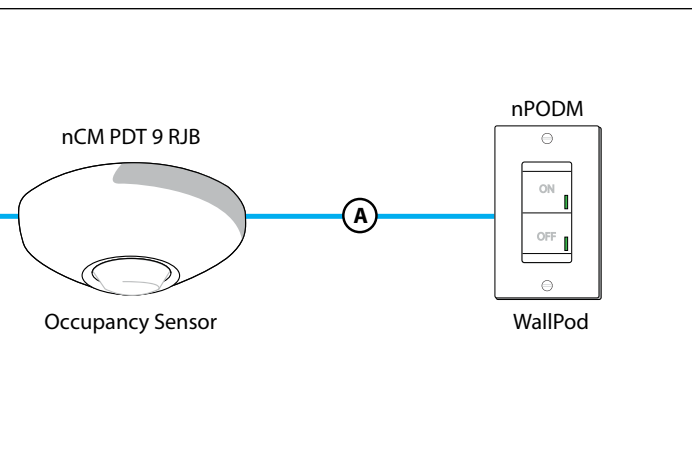 nPODM
nCM PDT 9 RJB
ON
A
OFF
Occupancy Sensor
WallPod